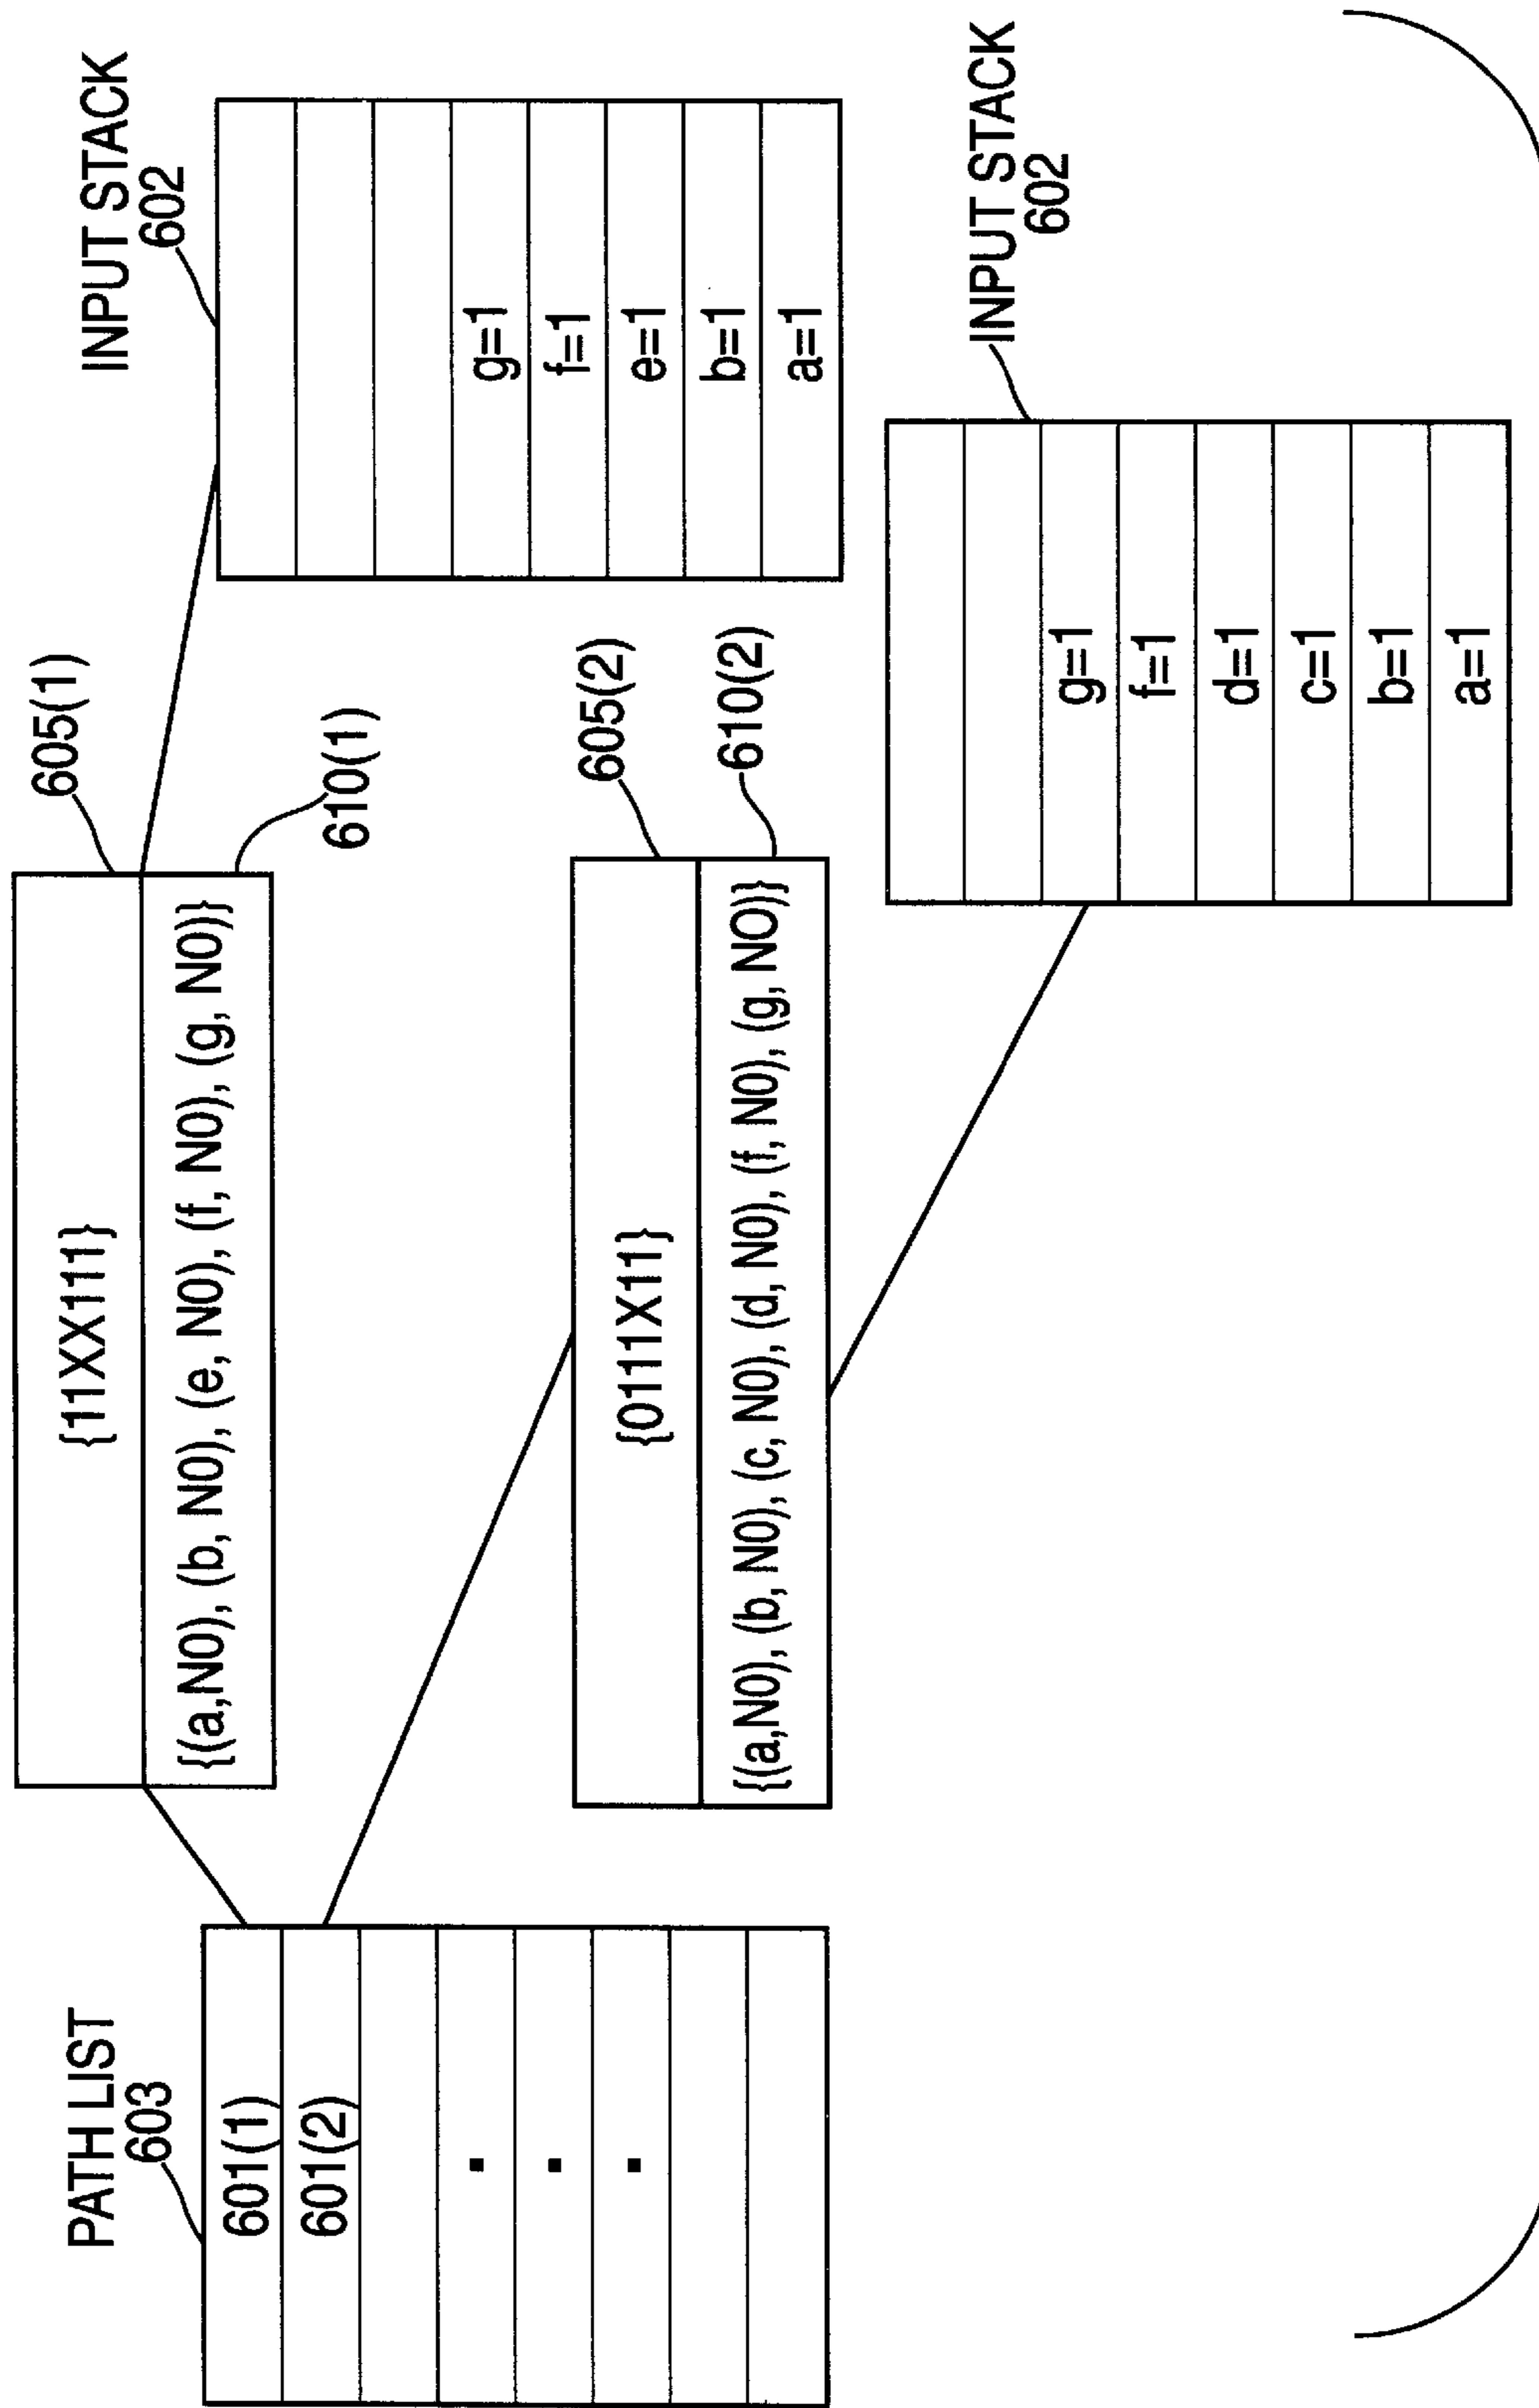 PATH LIST
603
601(1)
601(2)
.
.
.
605(1)
{11XX111}
{(a,N0), (b, N0), (e, N0), (f, N0), (g, N0)}
610(1)
605(2)
{0111X11}
{(a,N0), (b, N0), (c, N0), (d, N0), (f, N0), (g, NO)}
610(2)
INPUT STACK
602
g=1
f=1
e=1
b=1
a=1
INPUT STACK
602
g=1
f=1
d=1
c=1
b=1
a=1